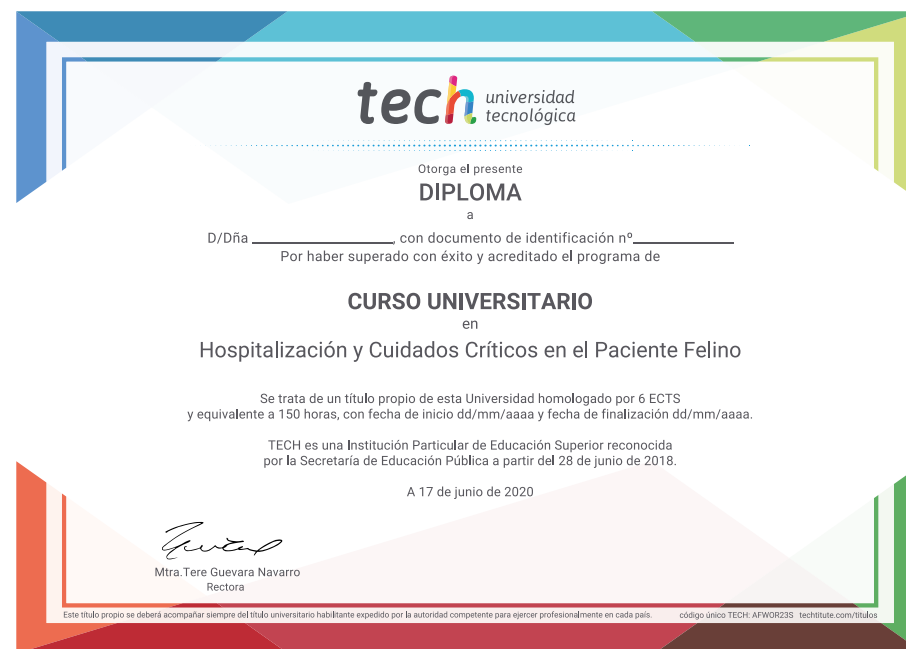 tech universidad
tecnológica
Otorga el presente
DIPLOMA
a
D/Dña ____________________, con documento de identificación nº______________
Por haber superado con éxito y acreditado el programa de
CURSO UNIVERSITARIO
en
Hospitalización y Cuidados Críticos en el Paciente Felino
Se trata de un título propio de esta Universidad homologado por 6 ECTS
y equivalente a 150 horas, con fecha de inicio dd/mm/aaaa y fecha de finalización dd/mm/aaaa.
TECH es una Institución Particular de Educación Superior reconocida
por la Secretaría de Educación Pública a partir del 28 de junio de 2018.
A 17 de junio de 2020
Mtra.Tere Guevara Navarro
Rectora
Este título propio se deberá acompañar siempre del título universitario habilitante expedido por la autoridad competente para ejercer profesionalmente en cada país. código único TECH: AFWOR23S techtitute.com/titulos